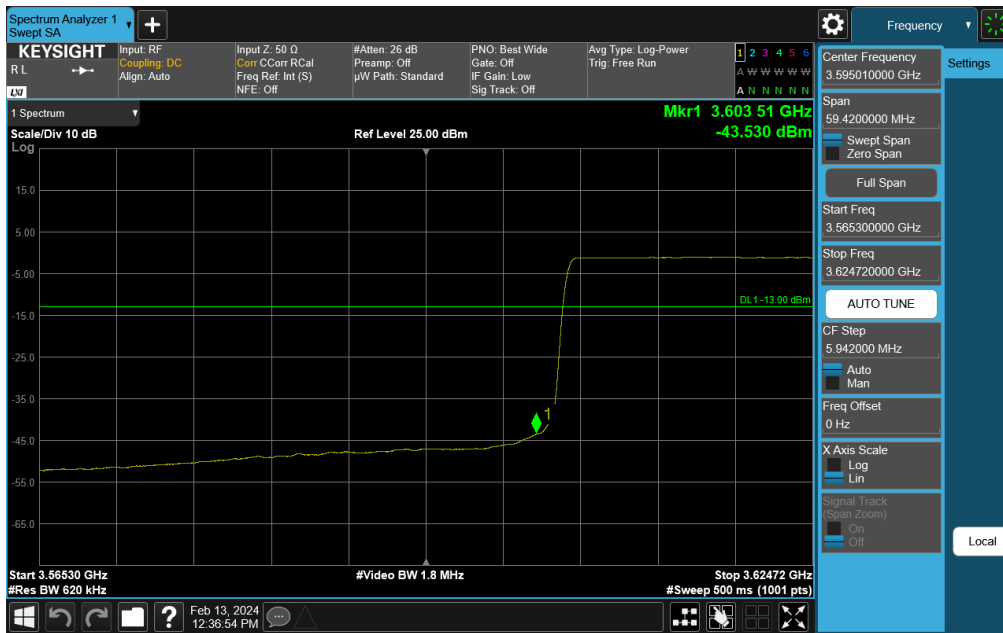 Spectrum Analyzer 1
Swept SA
Frequency
KEYSIGHT
R L
LXI
Input: RF
Coupling: DC
Align: Auto
Input Z: 50 Ω
Corr CCorr RCal
Freq Ref: Int (S)
NFE: Off
#Atten: 26 dB
Preamp: Off
µW Path: Standard
PNO: Best Wide
Gate: Off
IF Gain: Low
Sig Track: Off
Avg Type: Log-Power
Trig: Free Run
1 2 3 4 5 6
A W W W W W
A N N N N N
1 Spectrum
Mkr1 3.603 51 GHz
Scale/Div 10 dB
Ref Level 25.00 dBm
-43.530 dBm
Log
15.0
5.00
-5.00
DL1 -13.00 dBm
-15.0
-25.0
-35.0
1
-45.0
-55.0
-65.0
Start 3.56530 GHz
#Video BW 1.8 MHz
Stop 3.62472 GHz
#Res BW 620 kHz
#Sweep 500 ms (1001 pts)
Center Frequency
3.595010000 GHz
Settings
Span
59.4200000 MHz
Swept Span
Zero Span
Full Span
Start Freq
3.565300000 GHz
Stop Freq
3.624720000 GHz
AUTO TUNE
CF Step
5.942000 MHz
Auto
Man
Freq Offset
0 Hz
X Axis Scale
Log
Lin
Signal Track
(Span Zoom)
On
Off
Local
?
Feb 13, 2024
12:36:54 PM